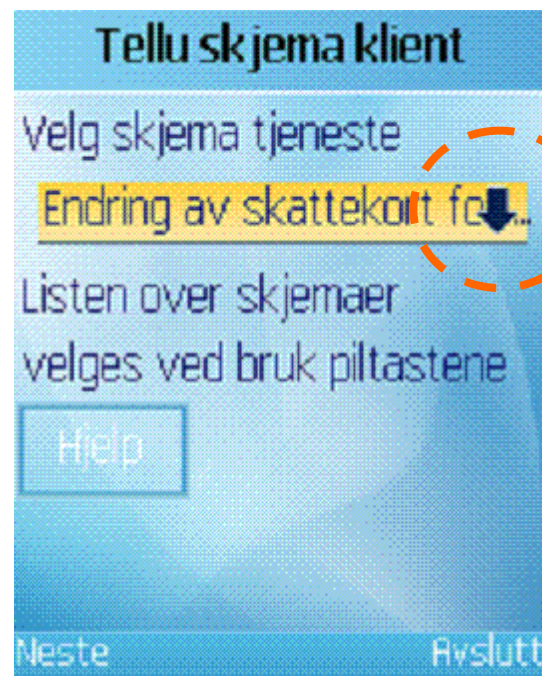 Tellu skjema klient
Velg skjema tjeneste
Endring av skattekort fo...
Listen over skjemaer
velges ved bruk piltastene
Hjelp
Neste Avslutt